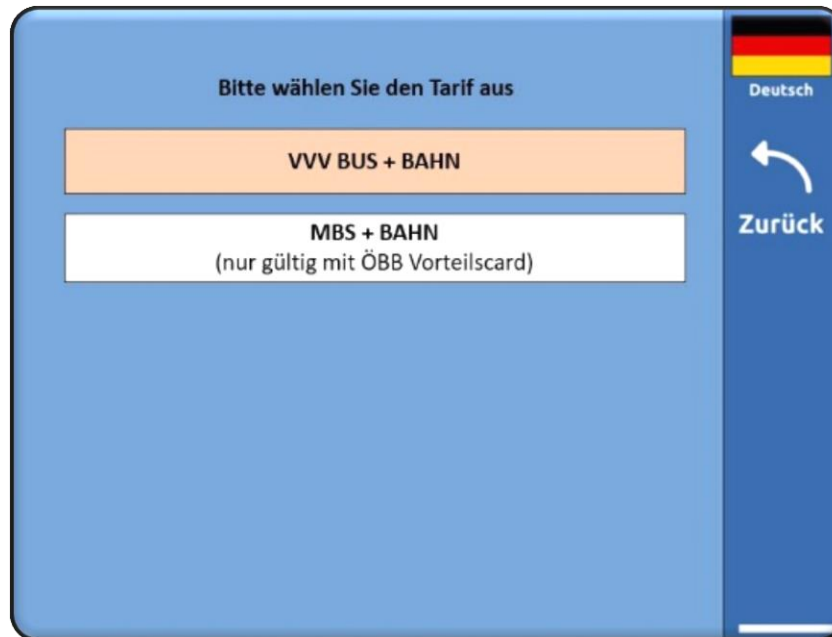 Bitte wählen Sie den Tarif aus
VVV BUS + BAHN
MBS + BAHN
(nur gültig mit ÖBB Vorteilscard)
Deutsch
Zurück